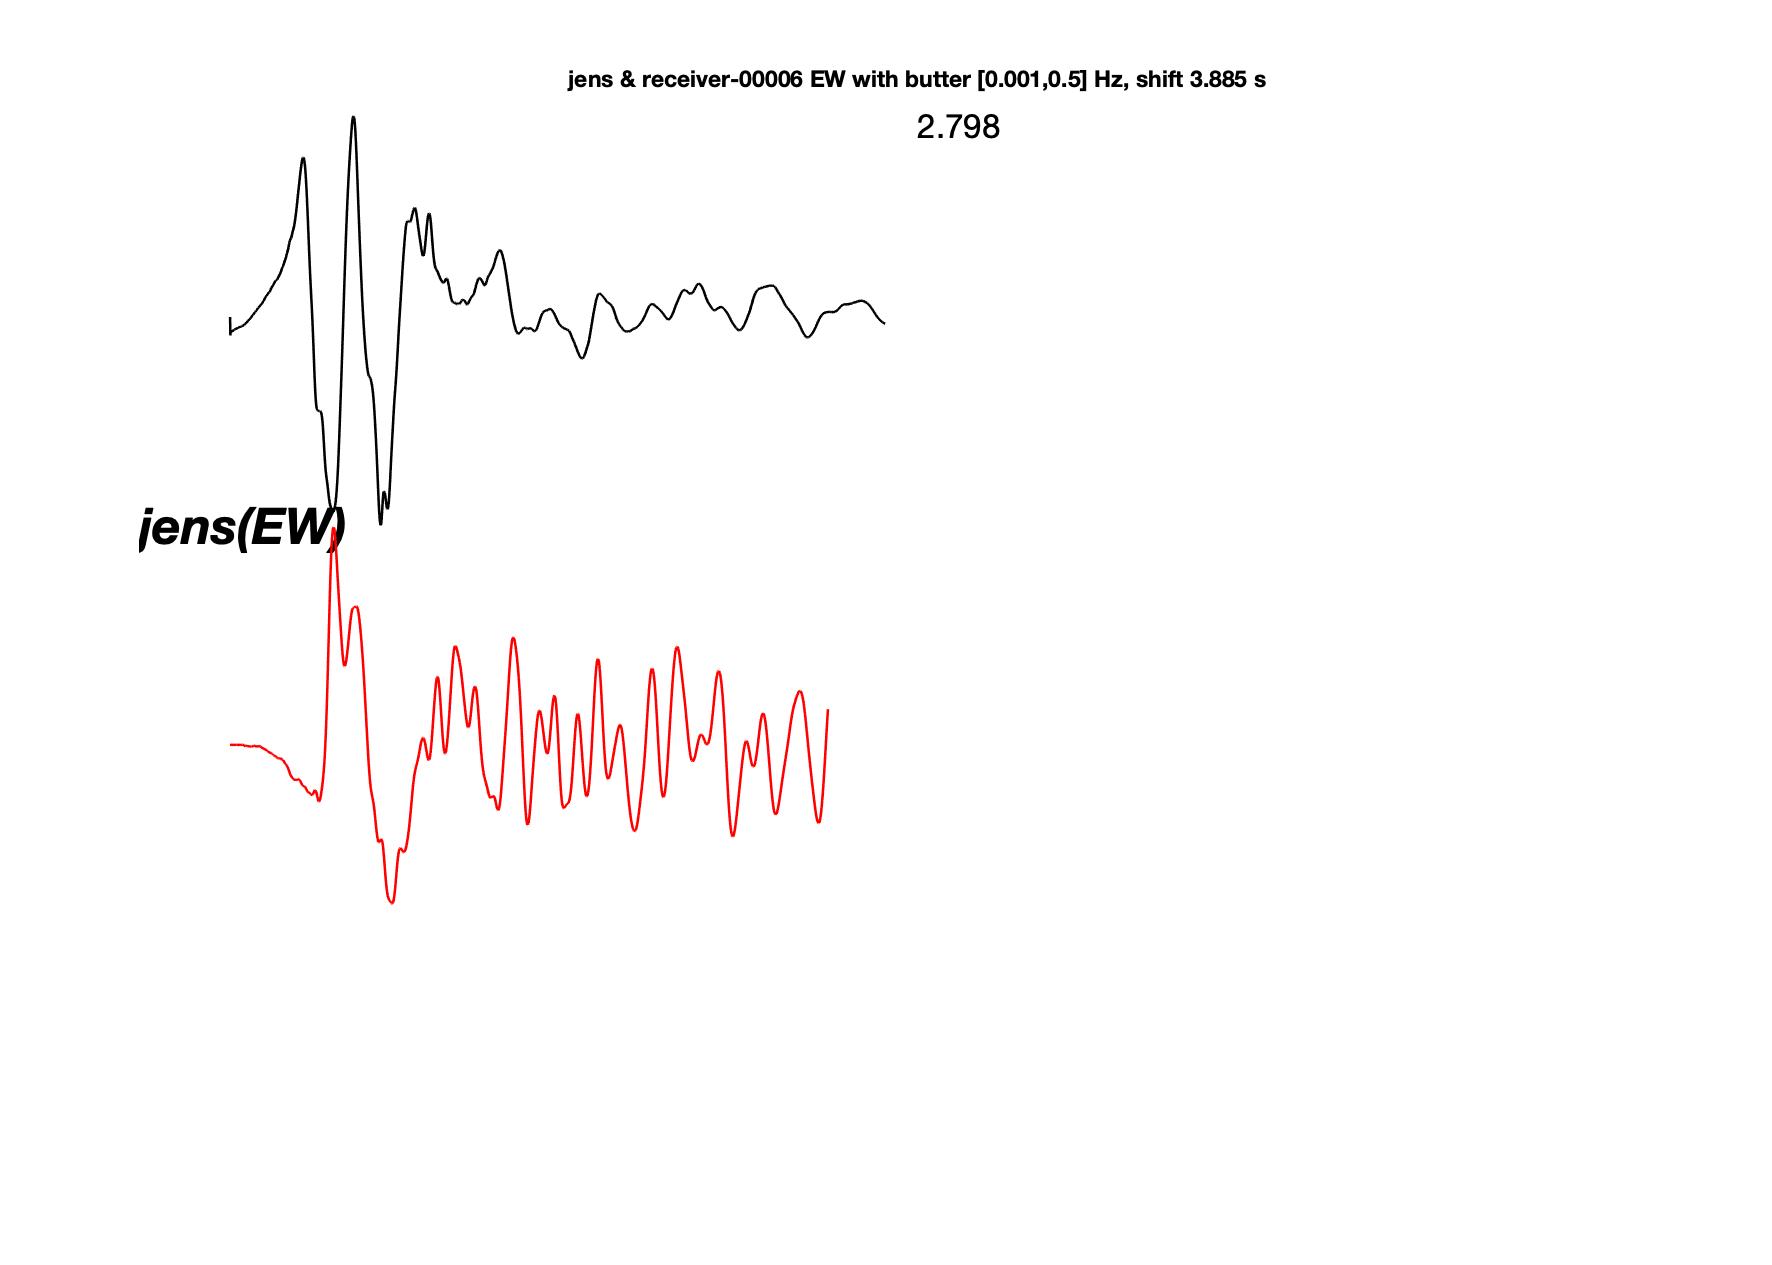 jens & receiver-00006 EW with butter [0.001,0.5] Hz, shift 3.885 s
2.798
jens(EW)